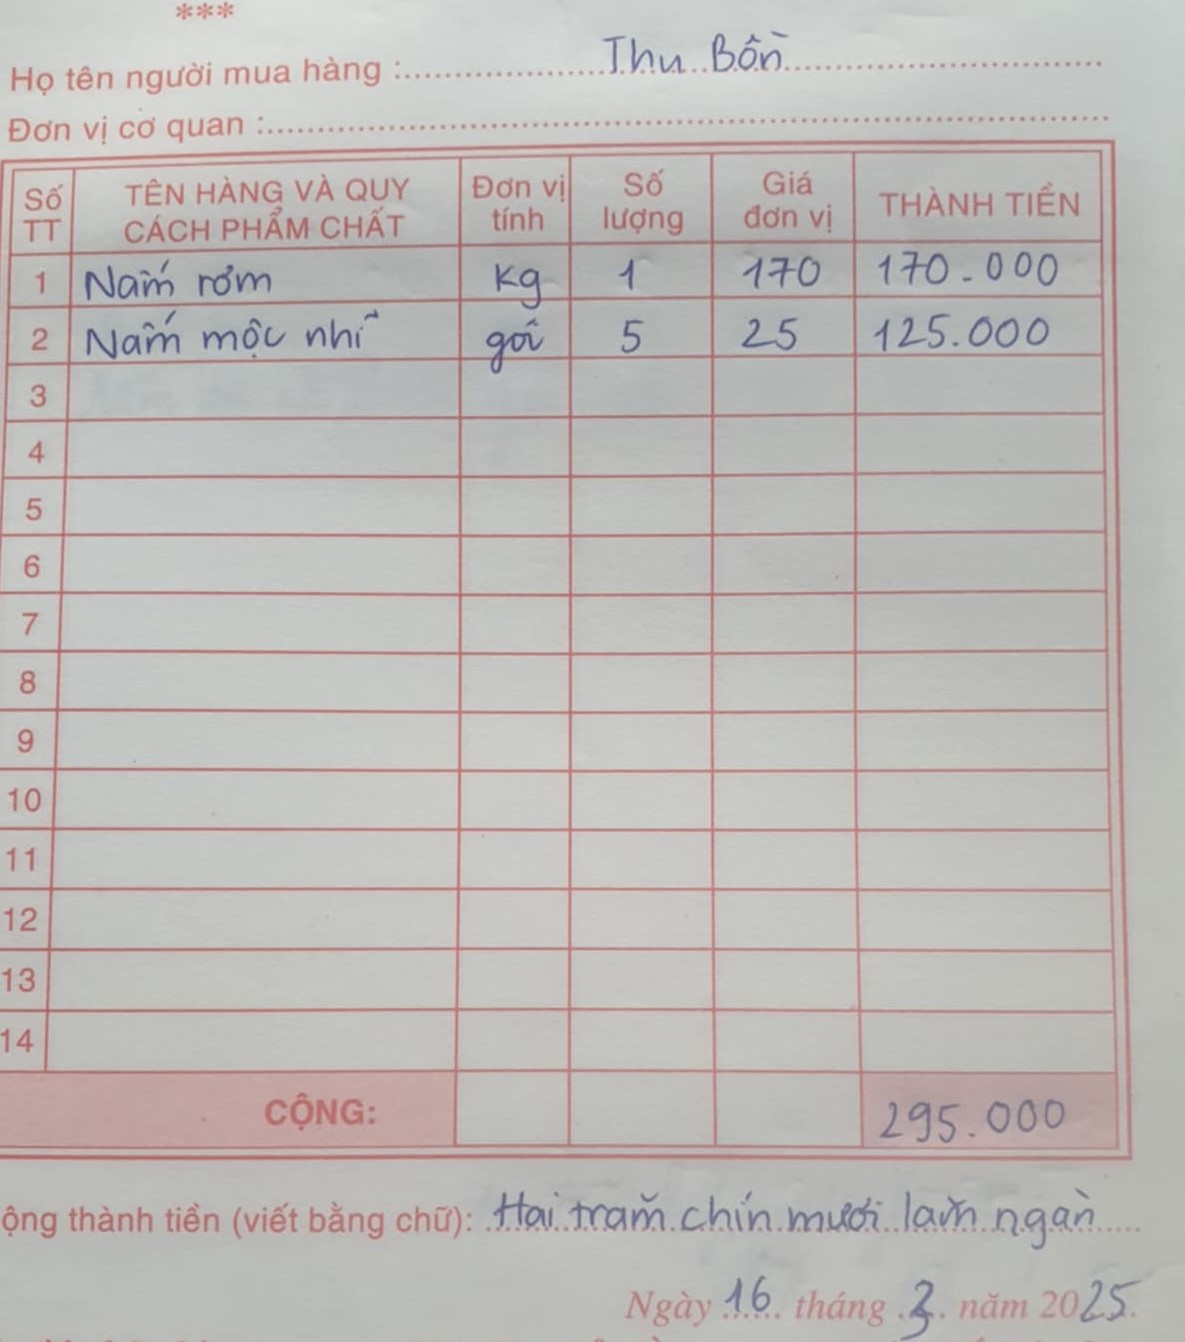 ***
Họ tên người mua hàng : Thu Bồn
Đơn vị cơ quan :
Số TT TÊN HÀNG VÀ QUY CÁCH PHẨM CHẤT Đơn vị tính Số lượng Giá đơn vị THÀNH TIỀN
1 Nấm rơm kg 1 170 170.000
2 Nấm mộc nhĩ gói 5 25 125.000
3
4
5
6
7
8
9
10
11
12
13
14
CỘNG: 295.000
ộng thành tiền (viết bằng chữ): Hai trăm chín mươi lăm ngàn
Ngày 16 tháng 3 năm 2025